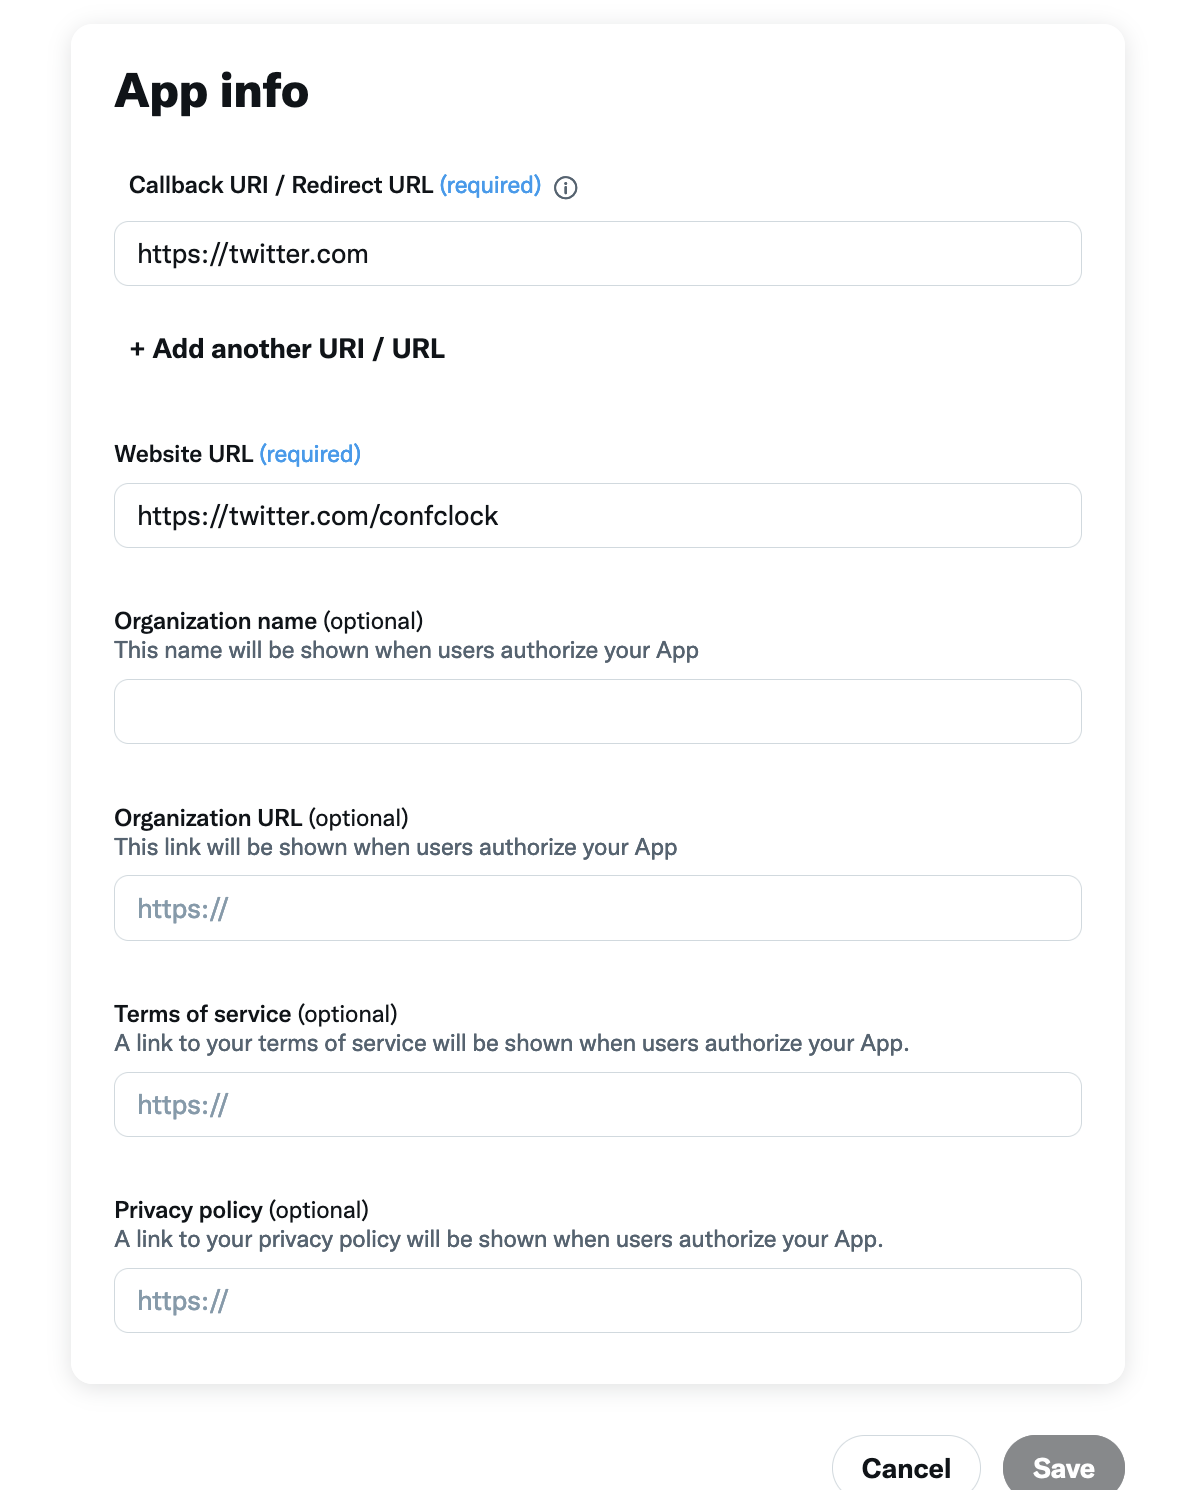 App info
Callback URI / Redirect URL (required)
https://twitter.com
+ Add another URI / URL
Website URL (required)
https://twitter.com/confclock
Organization name (optional)
This name will be shown when users authorize your App
Organization URL (optional)
This link will be shown when users authorize your App
https://
Terms of service (optional)
A link to your terms of service will be shown when users authorize your App.
https://
Privacy policy (optional)
A link to your privacy policy will be shown when users authorize your App.
https://
Cancel Save